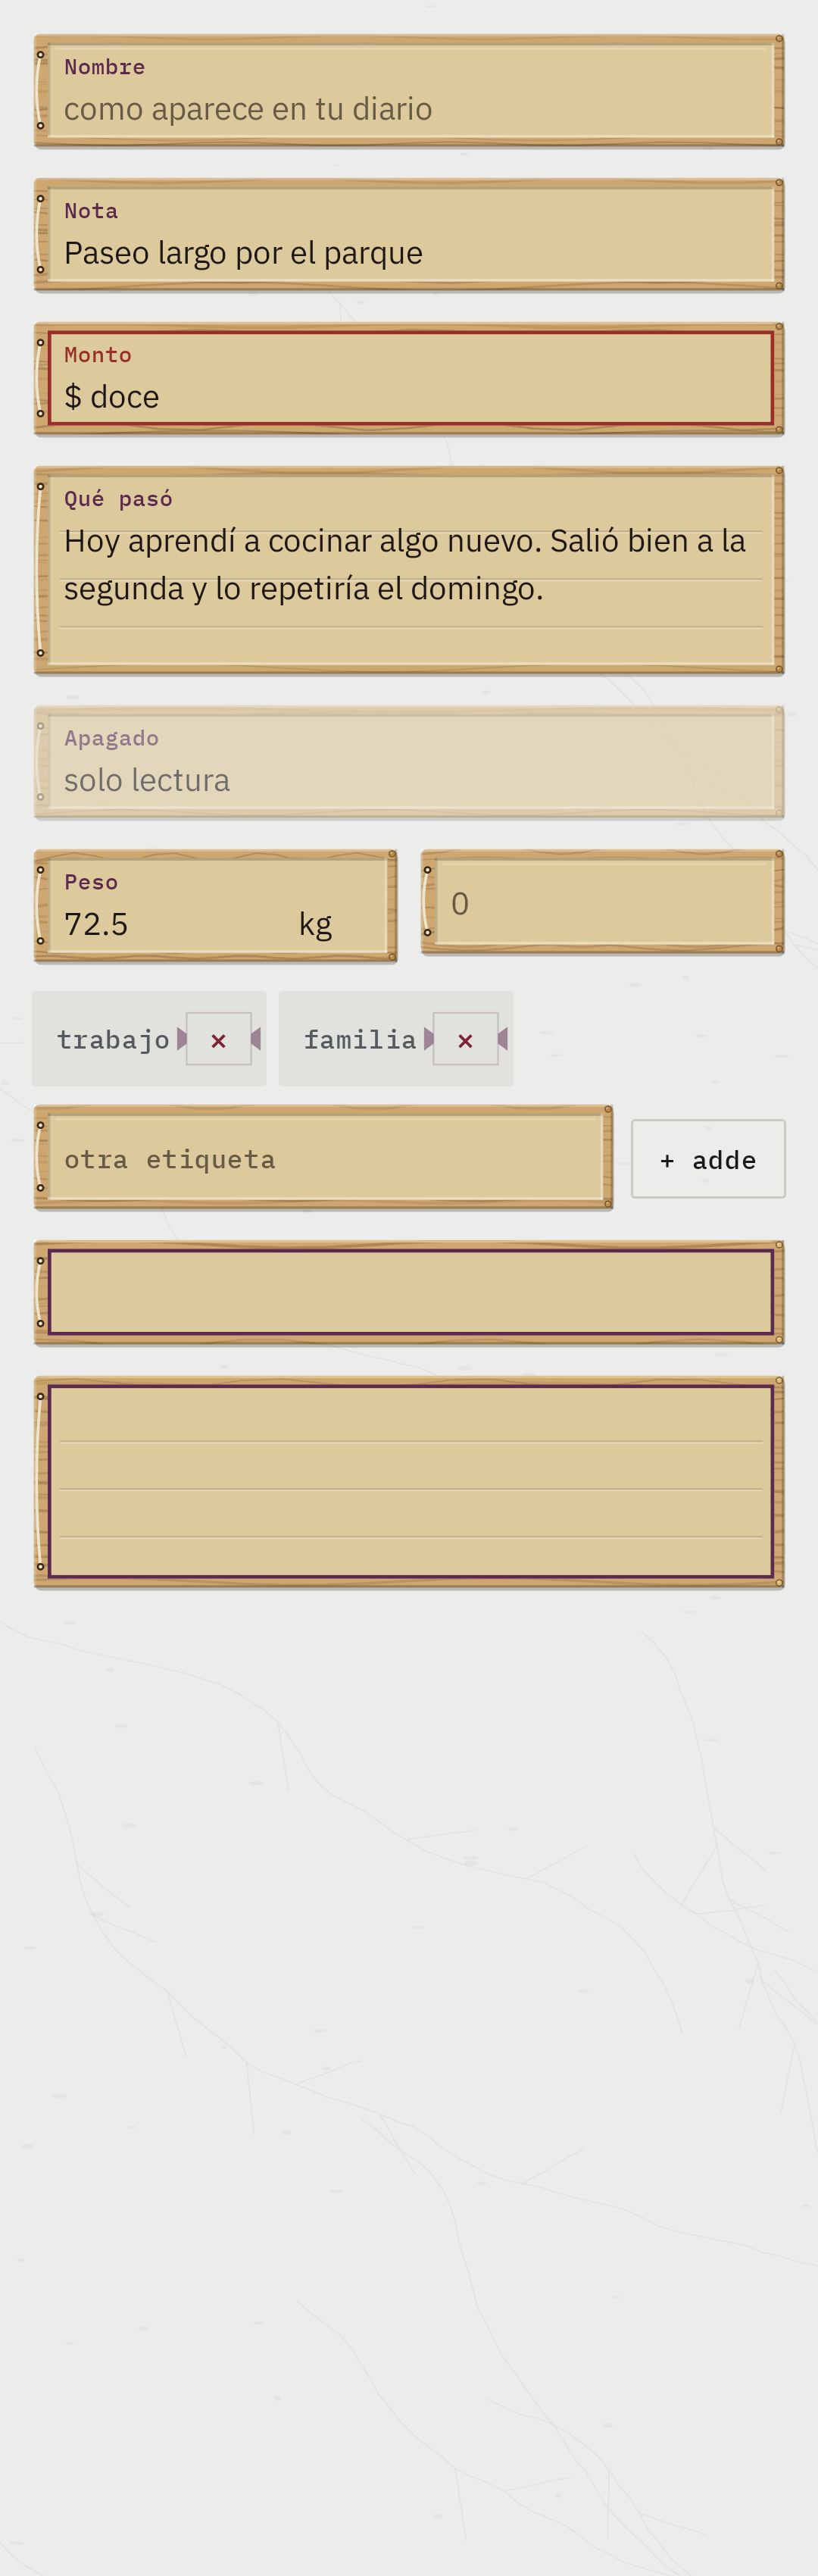 Nombre
como aparece en tu diario
Nota
Paseo largo por el parque
Monto
$ doce
Qué pasó
Hoy aprendí a cocinar algo nuevo. Salió bien a la
segunda y lo repetiría el domingo.
Apagado
solo lectura
Peso
72.5 kg
0
trabajo × familia ×
otra etiqueta
+ adde